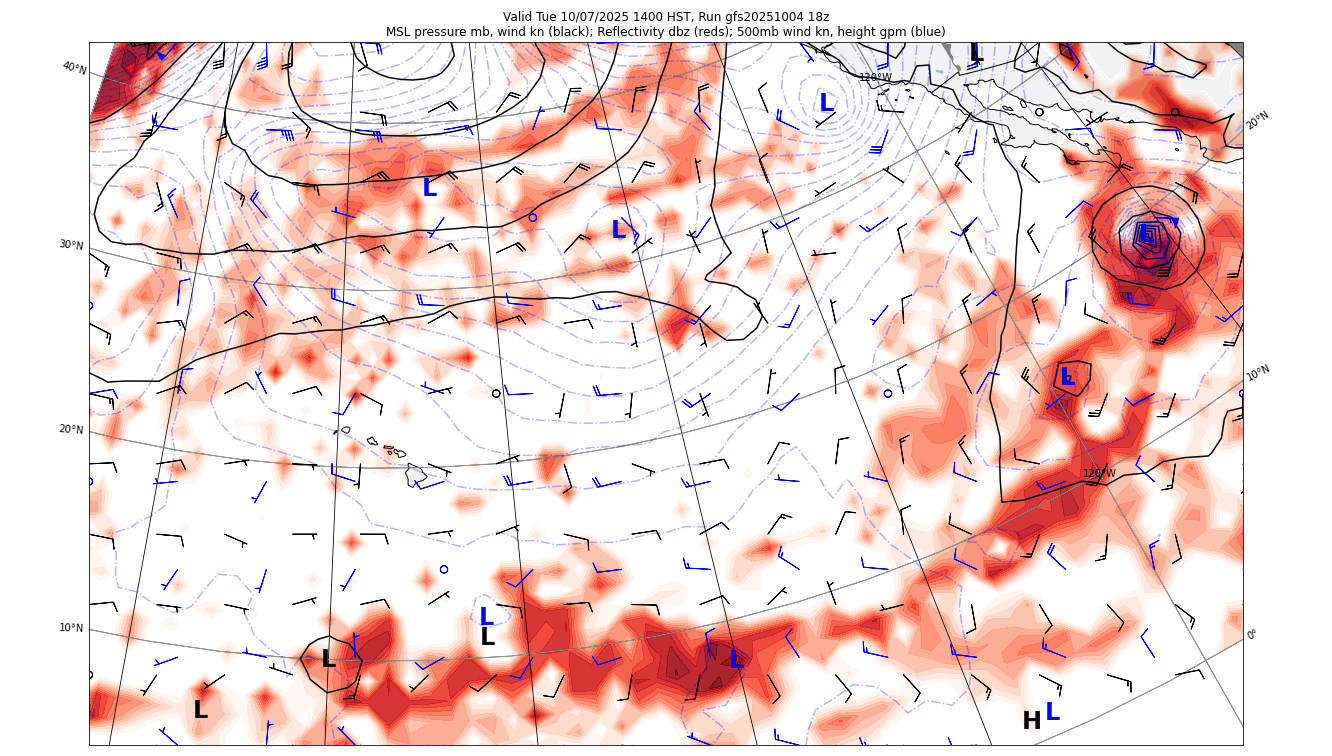 Valid Tue 10/07/2025 1400 HST, Run gfs20251004 18z
MSL pressure mb, wind kn (black); Reflectivity dbz (reds); 500mb wind kn, height gpm (blue)
L
40°N
120°W
L
20°N
L
L
L
30°N
10°N
L
20°N
120°W
L
10°N
L
0°
L
L
L
L
H
L